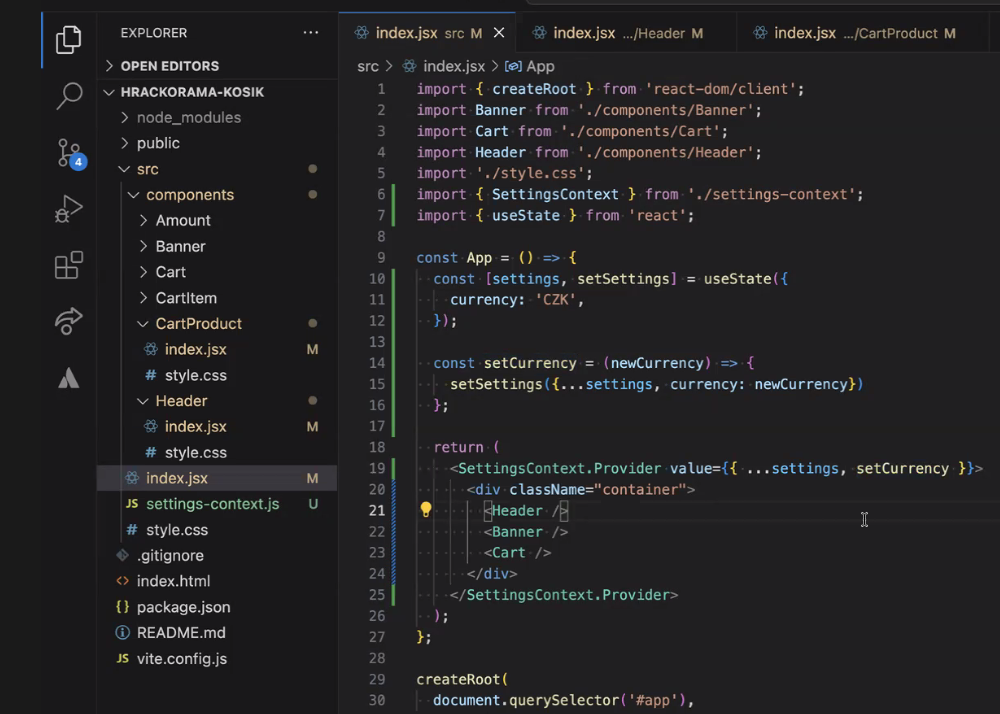 EXPLORER
OPEN EDITORS
HRACKORAMA-KOSIK
node_modules
public
src
components
Amount
Banner
Cart
CartItem
CartProduct
index.jsx M
# style.css
Header
index.jsx M
# style.css
index.jsx M
JS settings-context.js U
# style.css
.gitignore
<> index.html
{} package.json
README.md
JS vite.config.js
4
index.jsx src M
index.jsx .../Header M
index.jsx .../CartProduct M
src > index.jsx > App
1 import { createRoot } from 'react-dom/client';
2 import Banner from './components/Banner';
3 import Cart from './components/Cart';
4 import Header from './components/Header';
5 import './style.css';
6 import { SettingsContext } from './settings-context';
7 import { useState } from 'react';
8
9 const App = () => {
10 const [settings, setSettings] = useState({
11 currency: 'CZK',
12 });
13
14 const setCurrency = (newCurrency) => {
15 setSettings({...settings, currency: newCurrency})
16 };
17
18 return (
19 <SettingsContext.Provider value={{ ...settings, setCurrency }}>
20 <div className="container">
21 <Header />
22 <Banner />
23 <Cart />
24 </div>
25 </SettingsContext.Provider>
26 );
27 };
28
29 createRoot(
30 document.querySelector('#app'),